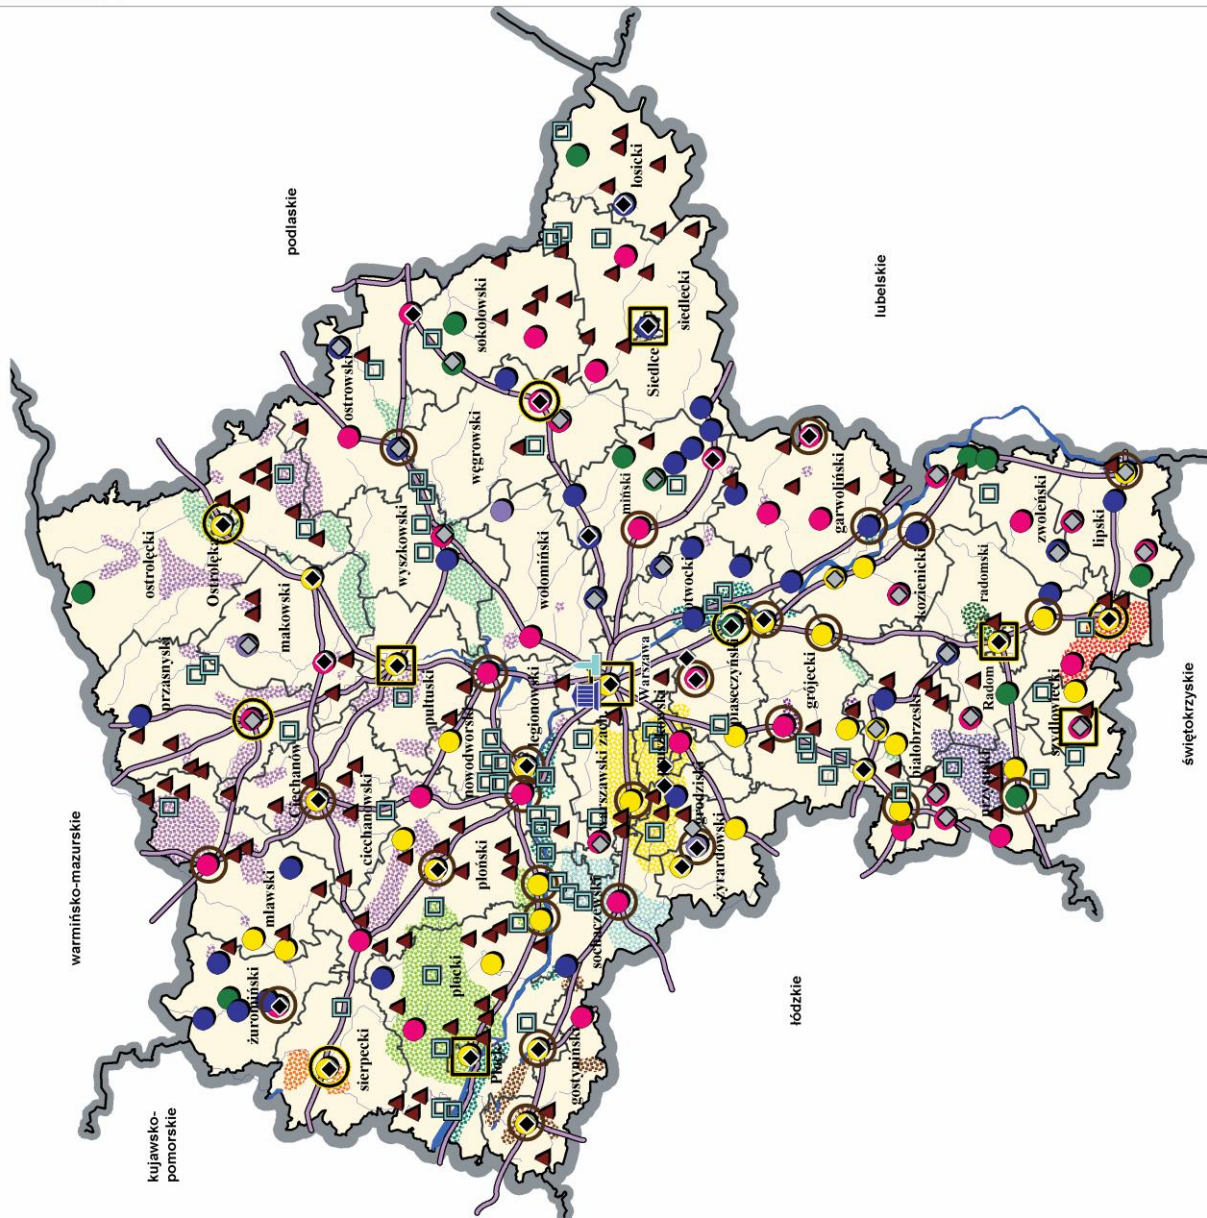 warmińsko-mazurskie
kujawsko-
pomorskie
ostrołęcki
przasnyski
Ostrołęka
żuromiński
mławski
makowski
podlaskie
Ciechanów
ostrowski
sierpecki
ciechanowski
wyszkowski
pułtuski
płocki
nowodworski
węgrowski
płoński
sokołowski
Płock
legionowski
wołomiński
gostyniński
sochaczewski
warszawski zach.
miński
łosicki
Warszawa
Siedlce
siedlecki
otwocki
grodziski
żyrardowski
piaseczyński
łódzkie
grójecki
garwoliński
lubelskie
białobrzeski
kozienicki
radomski
przysuski
Radom
zwoleński
szydłowiecki
lipski
świętokrzyskie